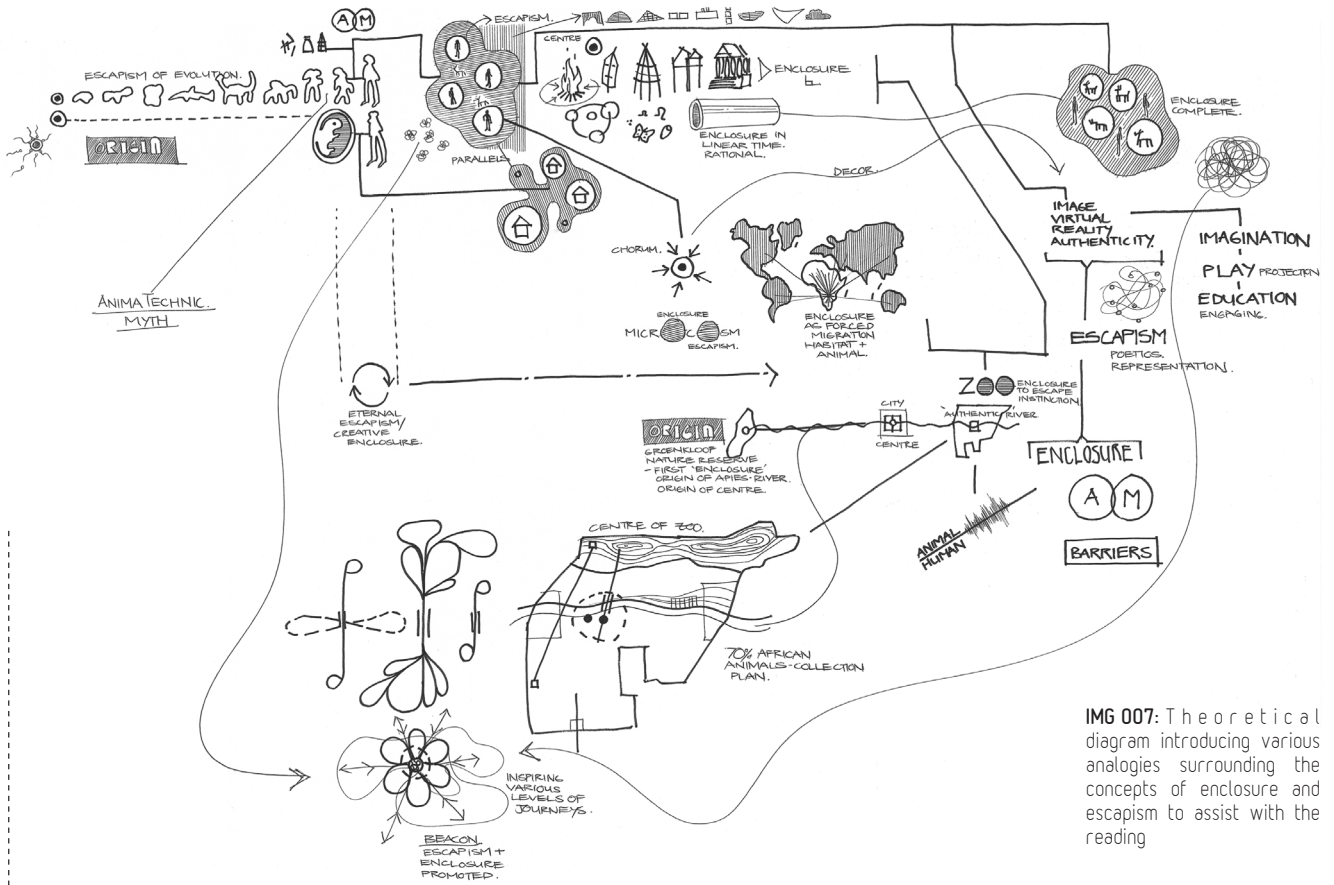 A M
ESCAPISM.
CENTRE
ESCAPISM OF EVOLUTION.
ENCLOSURE
ORIGIN
PARALLEL
ENCLOSURE IN
LINEAR TIME.
RATIONAL.
ENCLOSURE
COMPLETE.
DECOR.
ANIMA TECHNIC.
MYTH
CHORUM.
ENCLOSURE
MICROCOSM
ESCAPISM.
ENCLOSURE
AS FORCED
MIGRATION
HABITAT +
ANIMAL.
IMAGE
VIRTUAL
REALITY
AUTHENTICITY.
IMAGINATION
PLAY PROJECTION
EDUCATION
ENGAGING.
ESCAPISM
POETICS.
REPRESENTATION.
ETERNAL
ESCAPISM/
CREATIVE
ENCLOSURE.
ZOO
ENCLOSURE
TO ESCAPE
INSTINCTION.
ORIGIN
GROENKLOOF
NATURE RESERVE
- FIRST 'ENCLOSURE'
ORIGIN OF APIES-RIVER.
ORIGIN OF CENTRE.
CITY
CENTRE
'AUTHENTIC' RIVER
ENCLOSURE
A M
BARRIERS
ANIMAL
HUMAN
CENTRE OF ZOO.
70% AFRICAN
ANIMALS-COLLECTION
PLAN.
INSPIRING
VARIOUS
LEVELS OF
JOURNEYS.
BEACON
ESCAPISM +
ENCLOSURE
PROMOTED.
IMG 007: Theoretical
diagram introducing various
analogies surrounding the
concepts of enclosure and
escapism to assist with the
reading